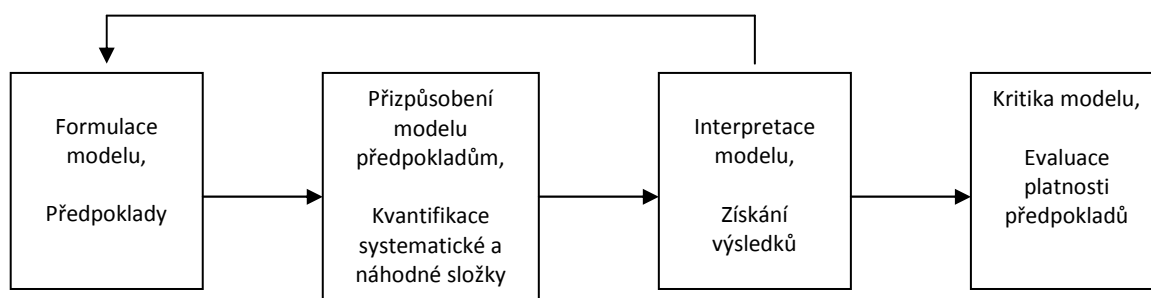 Formulace
modelu,
Předpoklady
Přizpůsobení
modelu
předpokladům,
Kvantifikace
systematické a
náhodné složky
Interpretace
modelu,
Získání
výsledků
Kritika modelu,
Evaluace
platnosti
předpokladů